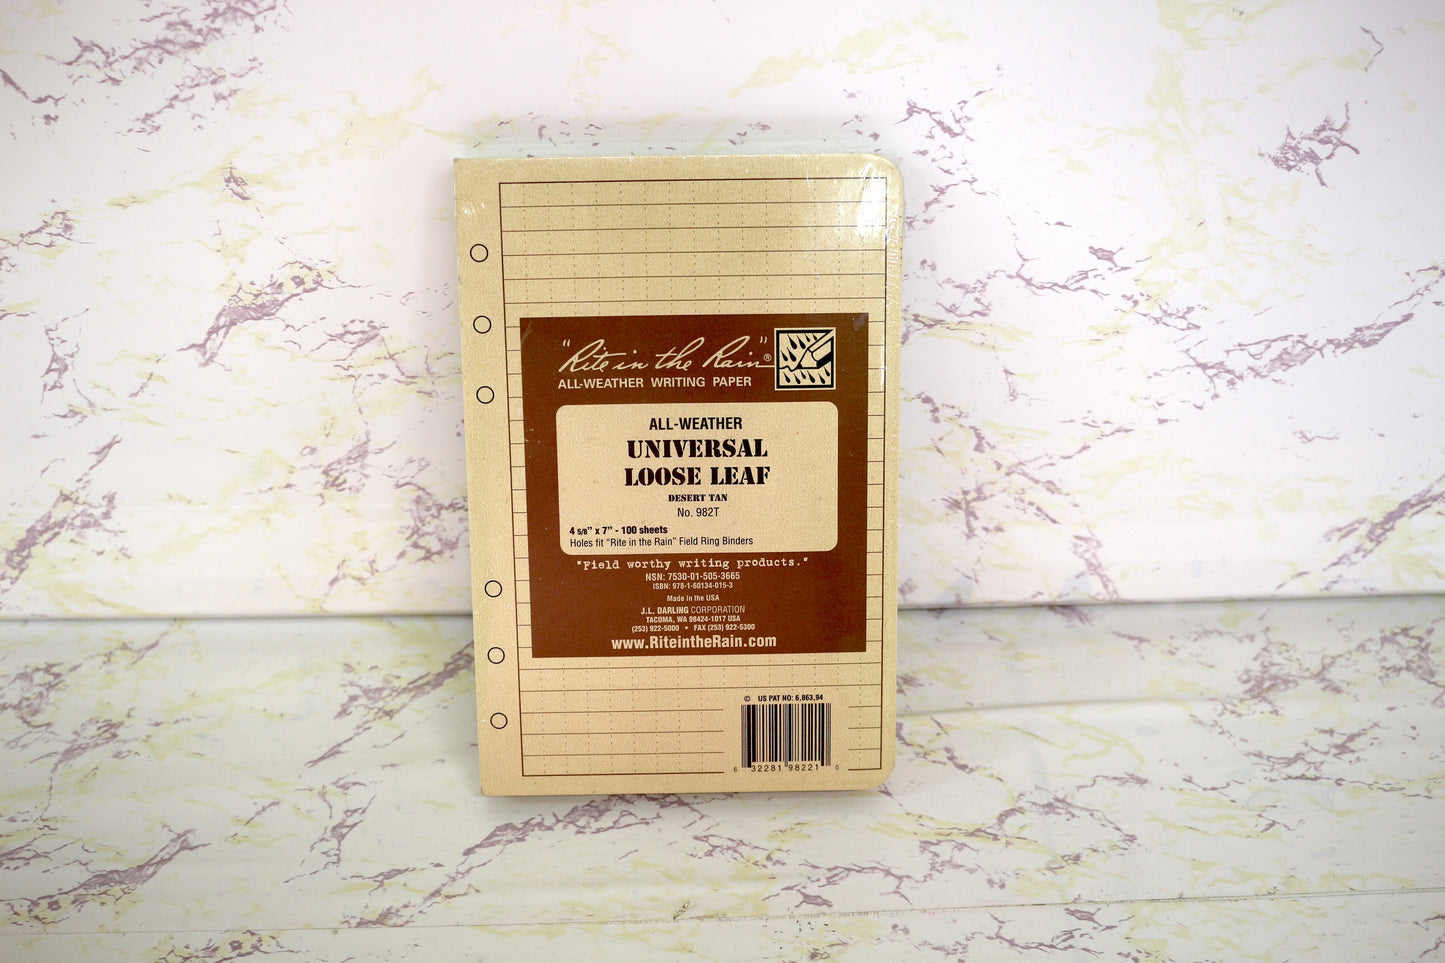 "Rite in the Rain"®
ALL-WEATHER WRITING PAPER
ALL-WEATHER
UNIVERSAL
LOOSE LEAF
DESERT TAN
No. 982T
4 5/8" x 7" - 100 sheets
Holes fit "Rite in the Rain" Field Ring Binders
"Field worthy writing products."
NSN: 7530-01-505-3665
ISBN: 978-1-60134-015-3
Made in the USA
J.L. DARLING CORPORATION
TACOMA, WA 98424-1017 USA
(253) 922-5000 • FAX (253) 922-5300
www.RiteintheRain.com
© US PAT NO: 6,863,94
6 32281 98221 0